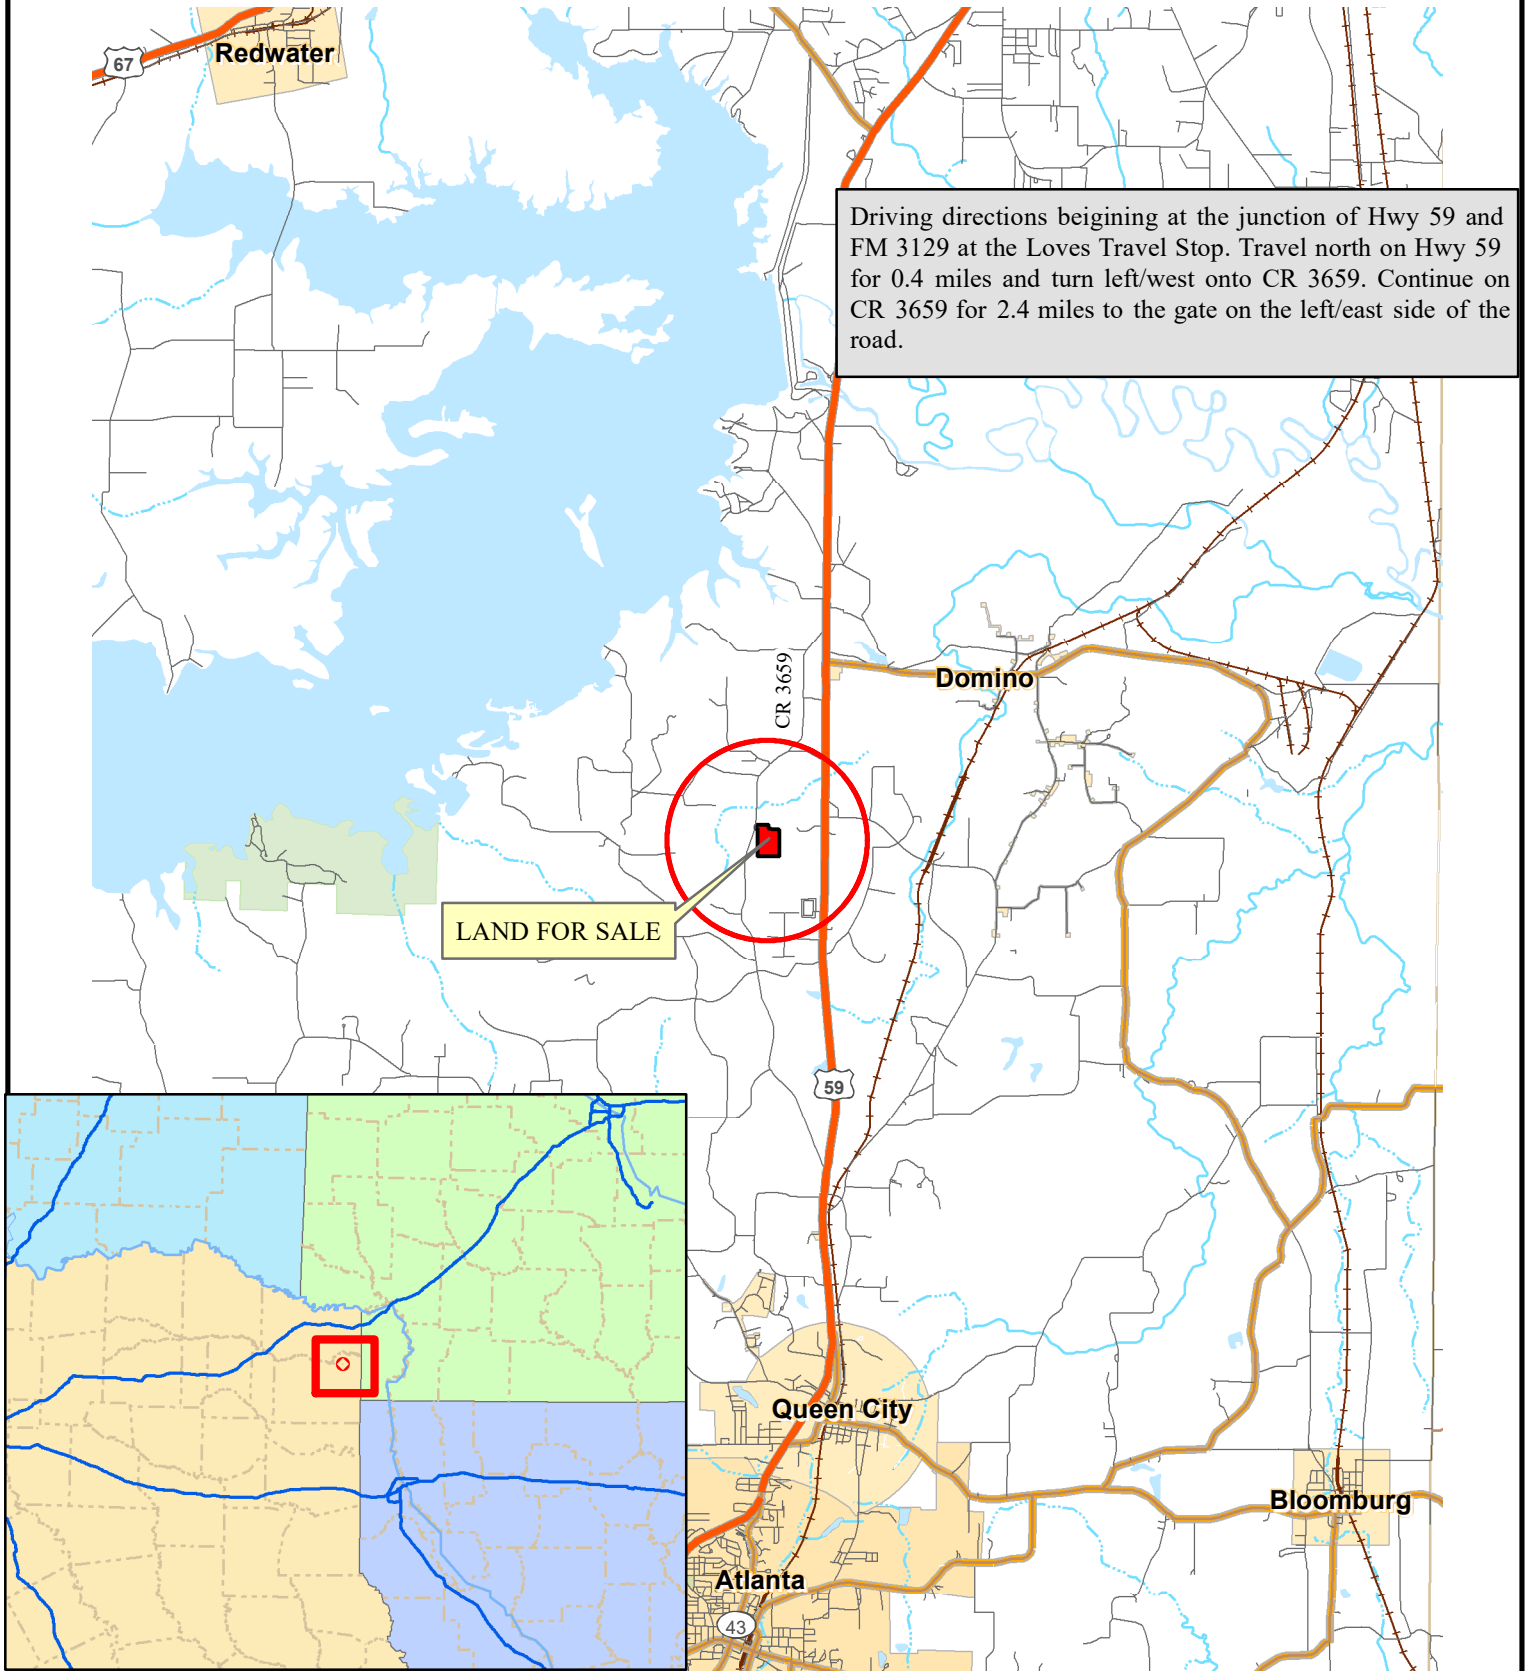 Redwater
67
Driving directions beigining at the junction of Hwy 59 and
FM 3129 at the Loves Travel Stop. Travel north on Hwy 59
for 0.4 miles and turn left/west onto CR 3659. Continue on
CR 3659 for 2.4 miles to the gate on the left/east side of the
road.
CR 3659
Domino
LAND FOR SALE
59
Queen City
Bloomburg
Atlanta
43